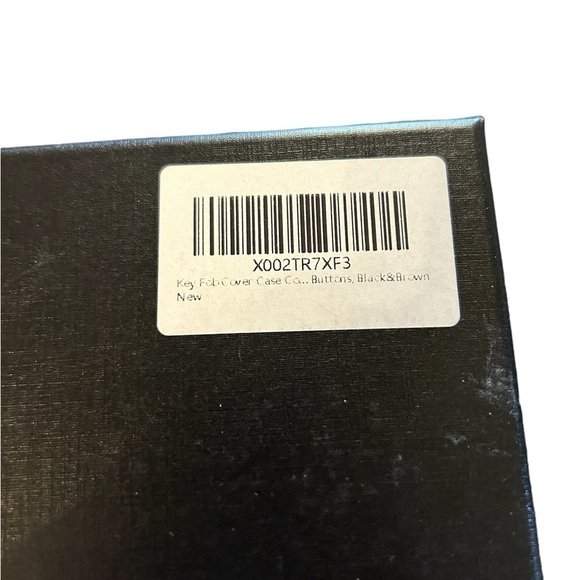 X002TR7XF3
Key Fob Cover Case Co... Buttons, Black&Brown
New